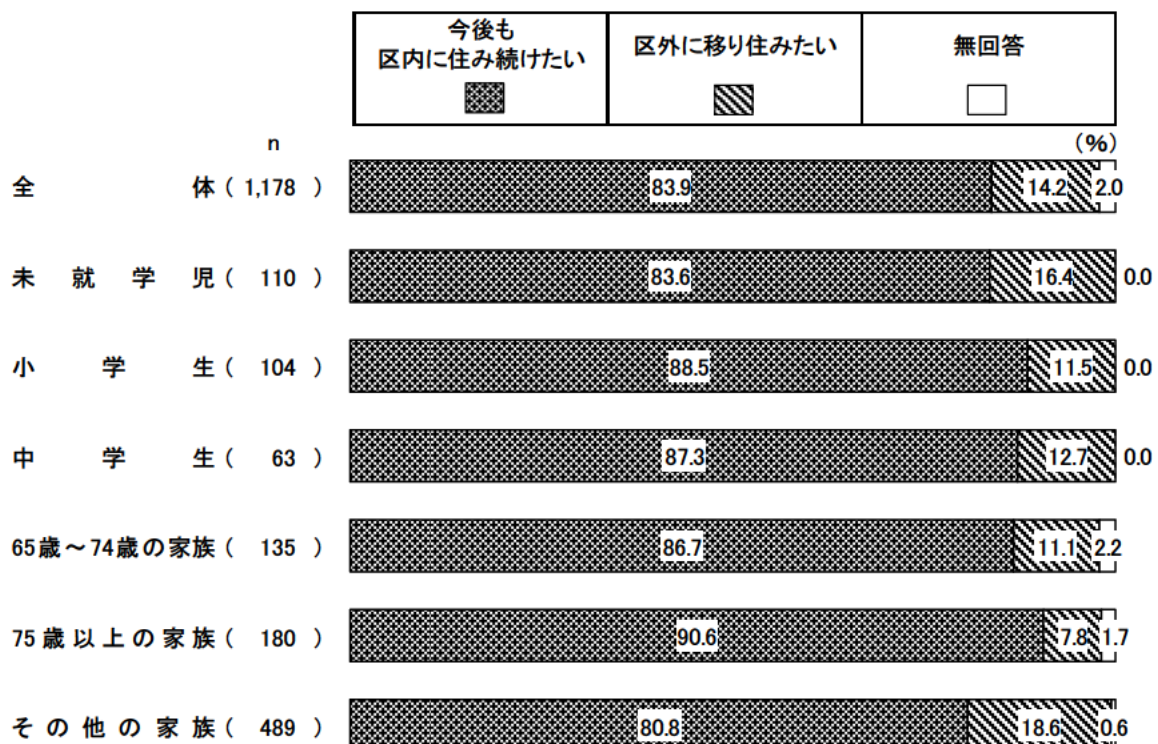 今後も
区内に住み続けたい
区外に移り住みたい
無回答
n
(%)
全体( 1,178 ) 83.9 14.2 2.0
未就学児( 110 ) 83.6 16.4 0.0
小学生( 104 ) 88.5 11.5 0.0
中学生( 63 ) 87.3 12.7 0.0
65歳～74歳の家族( 135 ) 86.7 11.1 2.2
75歳以上の家族( 180 ) 90.6 7.8 1.7
その他の家族( 489 ) 80.8 18.6 0.6